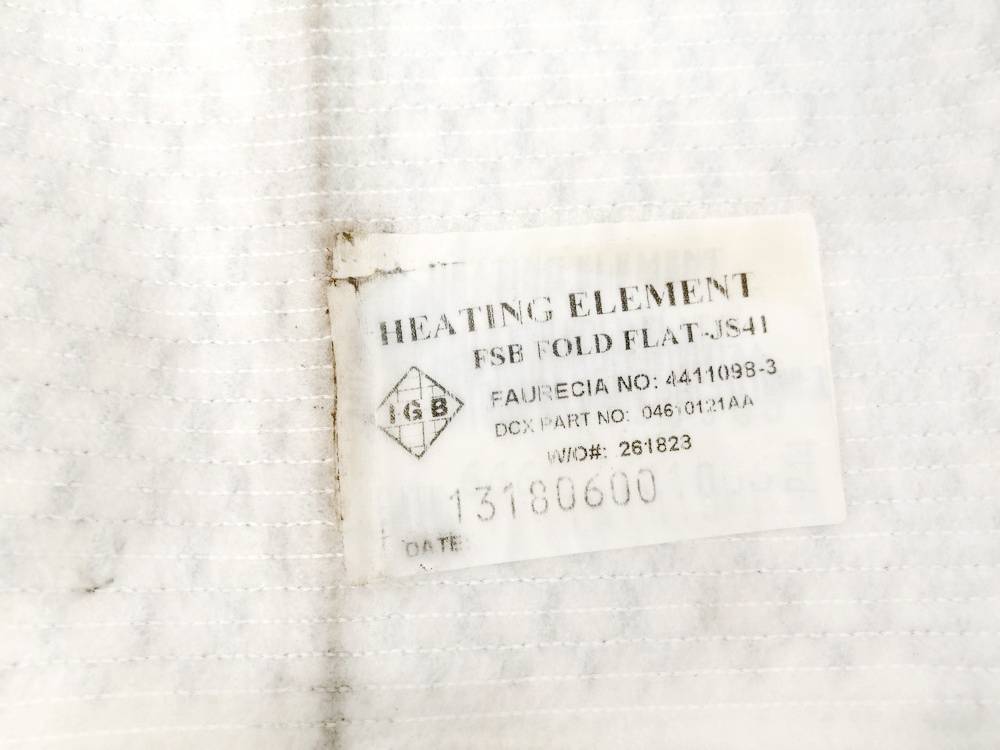 HEATING ELEMENT
FSB FOLD FLAT-JS41
IGB
FAURECIA NO: 4411098-3
DCX PART NO: 04610121AA
W/O#: 261823
13180600
DATE: